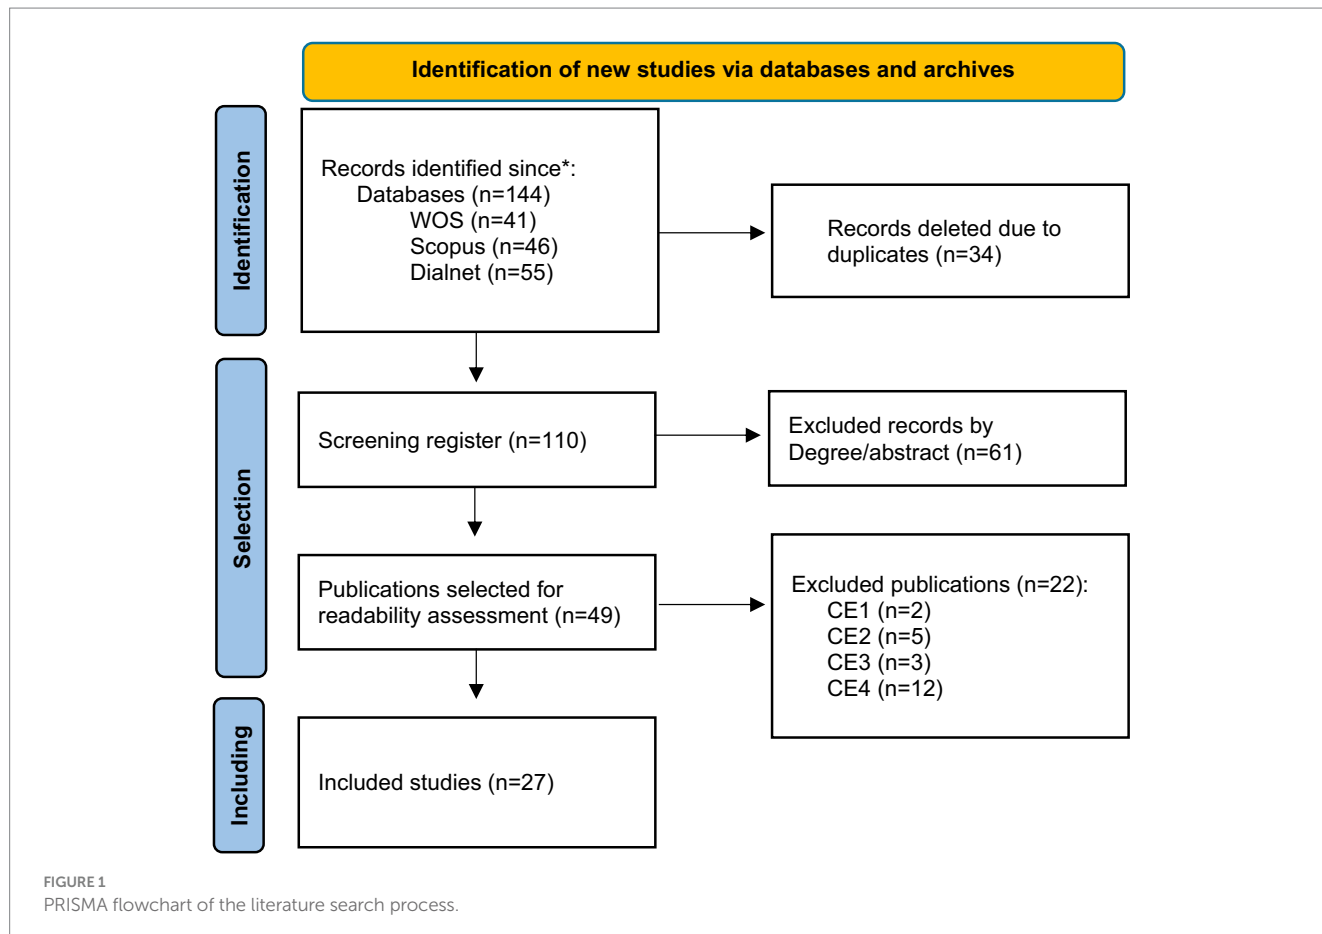 Identification of new studies via databases and archives
Identification
Records identified since*:
Databases (n=144)
WOS (n=41)
Scopus (n=46)
Dialnet (n=55)
Records deleted due to
duplicates (n=34)
Selection
Screening register (n=110)
Excluded records by
Degree/abstract (n=61)
Publications selected for
readability assessment (n=49)
Excluded publications (n=22):
CE1 (n=2)
CE2 (n=5)
CE3 (n=3)
CE4 (n=12)
Including
Included studies (n=27)
FIGURE 1
PRISMA flowchart of the literature search process.